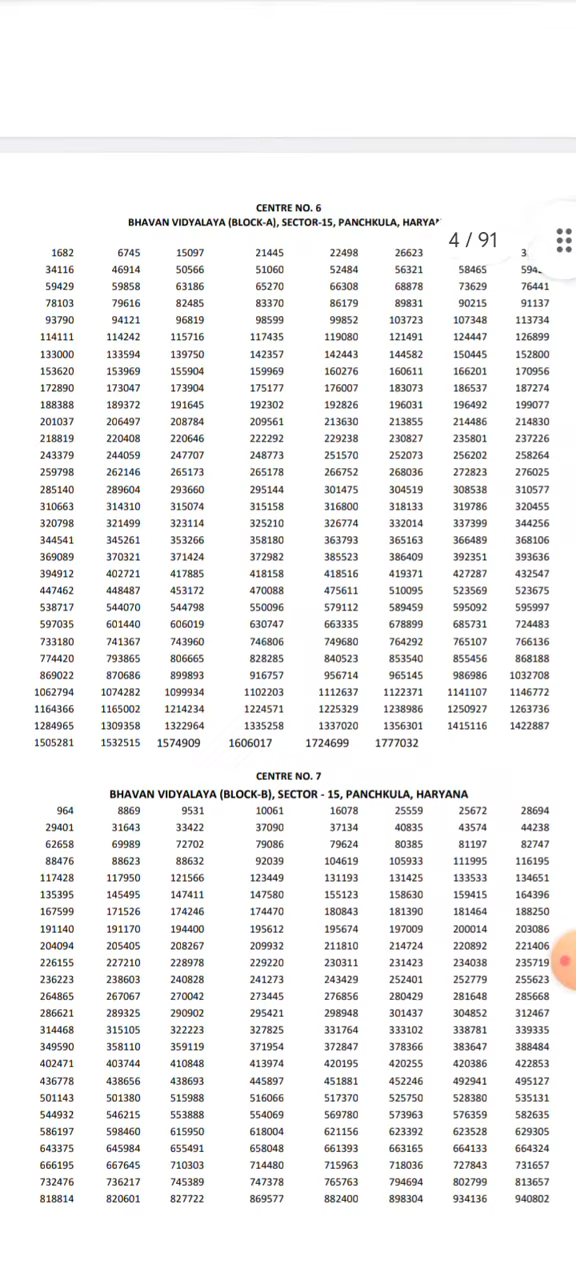 CENTRE NO. 6
BHAVAN VIDYALAYA (BLOCK-A), SECTOR-15, PANCHKULA,
4 / 91
1682 6745 15097 21445 22498 26623
34116 46914 50566 51060 52484 56321 58465
59429 59858 63186 65270 66308 68878 73629 76441
78103 79616 82485 83370 86179 89831 90215 91137
93790 94121 96819 98599 99852 103723 107348 113734
114111 114242 115716 117435 119080 121491 124447 126899
133000 133594 139750 142357 142443 144582 150445 152800
153620 153969 155904 159969 160276 160611 166201 170956
172890 173047 173904 175177 176007 183073 186537 187274
188388 189372 191645 192302 192826 196031 196492 199077
201037 206497 208784 209561 213630 213855 214486 214830
218819 220408 220646 222292 229238 230827 235801 237226
243379 244059 247707 248773 251570 252073 256202 258264
259798 262146 265173 265178 266752 268036 272823 276025
285140 289604 293660 295144 301475 304519 308538 310577
310663 314310 315074 315158 316800 318133 319786 320455
320798 321499 323114 325210 326774 332014 337399 344256
344541 345261 353266 358180 363793 365163 366489 368106
369089 370321 371424 372982 385523 386409 392351 393636
394912 402721 417885 418158 418516 419371 427287 432547
447462 448487 453172 470088 475611 510095 523569 523675
538717 544070 544798 550096 579112 589459 595092 595997
597035 601440 606019 630747 663335 678899 685731 724483
733180 741367 743960 746806 749680 764292 765107 766136
774420 793865 806665 828285 840523 853540 855456 868188
869022 870686 899893 916757 956714 965145 986986 1032708
1062794 1074282 1099934 1102203 1112637 1122371 1141107 1146772
1164366 1165002 1214234 1224571 1225329 1238986 1250927 1263736
1284965 1309358 1322964 1335258 1337020 1356301 1415116 1422887
1505281 1532515 1574909 1606017 1724699 1777032
CENTRE NO. 7
BHAVAN VIDYALAYA (BLOCK-B), SECTOR - 15, PANCHKULA, HARYANA
964 8869 9531 10061 16078 25559 25672 28694
29401 31643 33422 37090 37134 40835 43574 44238
62658 69989 72702 79086 79624 80385 81197 82747
88476 88623 88632 92039 104619 105933 111995 116195
117428 117950 121566 123449 131193 131425 133533 134651
135395 145495 147411 147580 155123 158630 159415 164396
167599 171526 174246 174470 180843 181390 181464 188250
191140 191170 194400 195612 195674 197009 200014 203086
204094 205405 208267 209932 211810 214724 220892 221406
226155 227210 228978 229220 230311 231423 234038 235719
236223 238603 240828 241273 243429 252401 252779 255623
264865 267067 270042 273445 276856 280429 281648 285668
286621 289325 290902 295421 298948 301437 304852 312467
314468 315105 322223 327825 331764 333102 338781 339335
349590 358110 359119 371954 372847 378366 383647 388484
402471 403744 410848 413974 420195 420255 420386 422853
436778 438656 438693 445897 451881 452246 492941 495127
501143 501380 515988 516066 517370 525750 528380 535131
544932 546215 553888 554069 569780 573963 576359 582635
586197 598460 615950 618004 621156 623392 623528 629305
643375 645984 655491 658048 661393 663165 664133 664324
666195 667645 710303 714480 715963 718036 727843 731657
732476 736217 745389 747378 765763 794694 802799 813657
818814 820601 827722 869577 882400 898304 934136 940802